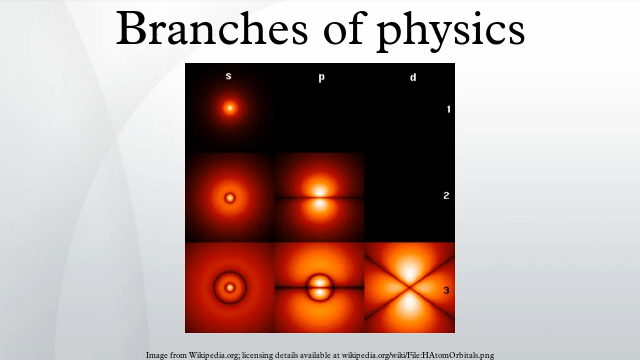 Branches of physics
s p d
1
2
3
Image from Wikipedia.org; licensing details available at wikipedia.org/wiki/File:HAtomOrbitals.png